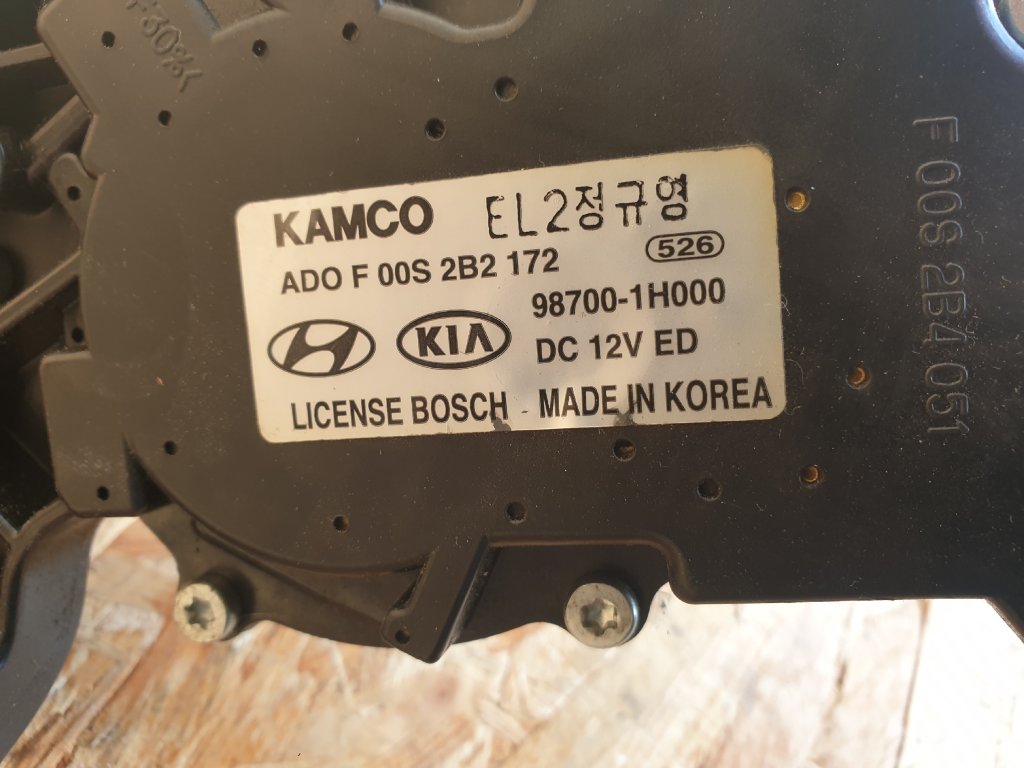 F30%<
KAMCO EL2정규영
ADO F 00S 2B2 172 526
98700-1H000
KIA DC 12V ED
LICENSE BOSCH MADE IN KOREA
F 00S 2B4 051